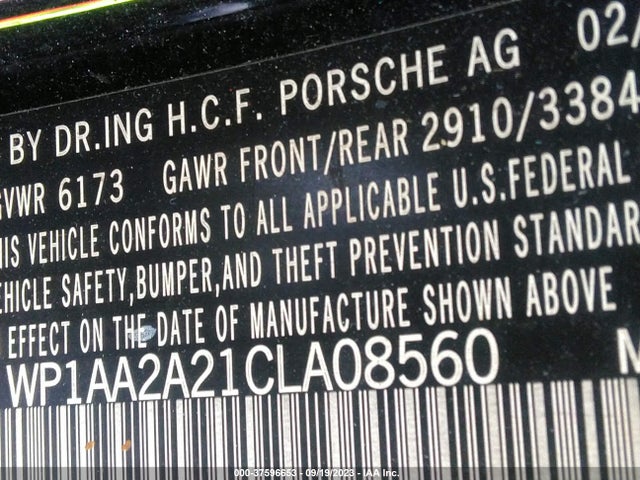 BY DR.ING H.C.F. PORSCHE AG 02/
GVWR 6173 GAWR FRONT/REAR 2910/3384
THIS VEHICLE CONFORMS TO ALL APPLICABLE U.S.FEDERAL
VEHICLE SAFETY,BUMPER,AND THEFT PREVENTION STANDAR
EFFECT ON THE DATE OF MANUFACTURE SHOWN ABOVE
WP1AA2A21CLA08560 M
000-37596653 - 09/19/2023 - IAA Inc.